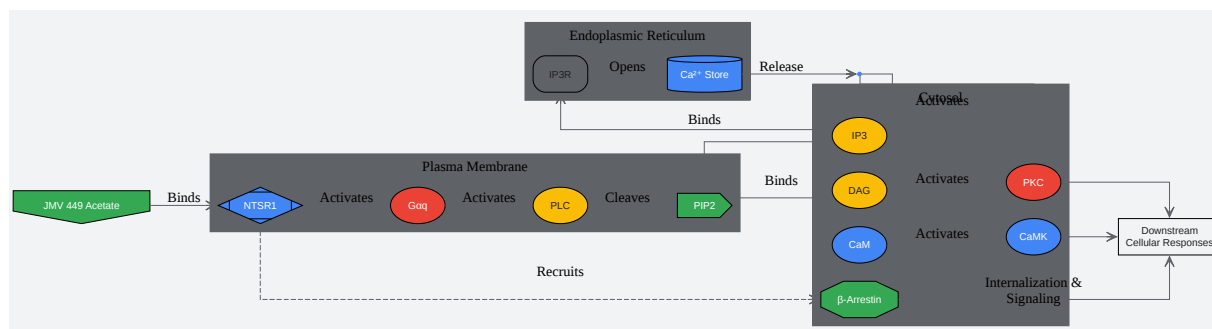 Endoplasmic Reticulum
IP3R
Opens
Ca²⁺ Store
Release
Cytosol
Activates
Binds
IP3
Plasma Membrane
JMV 449 Acetate
Binds
NTSR1
Activates
Gαq
Activates
PLC
Cleaves
PIP2
Binds
DAG
Activates
PKC
CaM
Activates
CaMK
Downstream
Cellular Responses
Recruits
β-Arrestin
Internalization &
Signaling